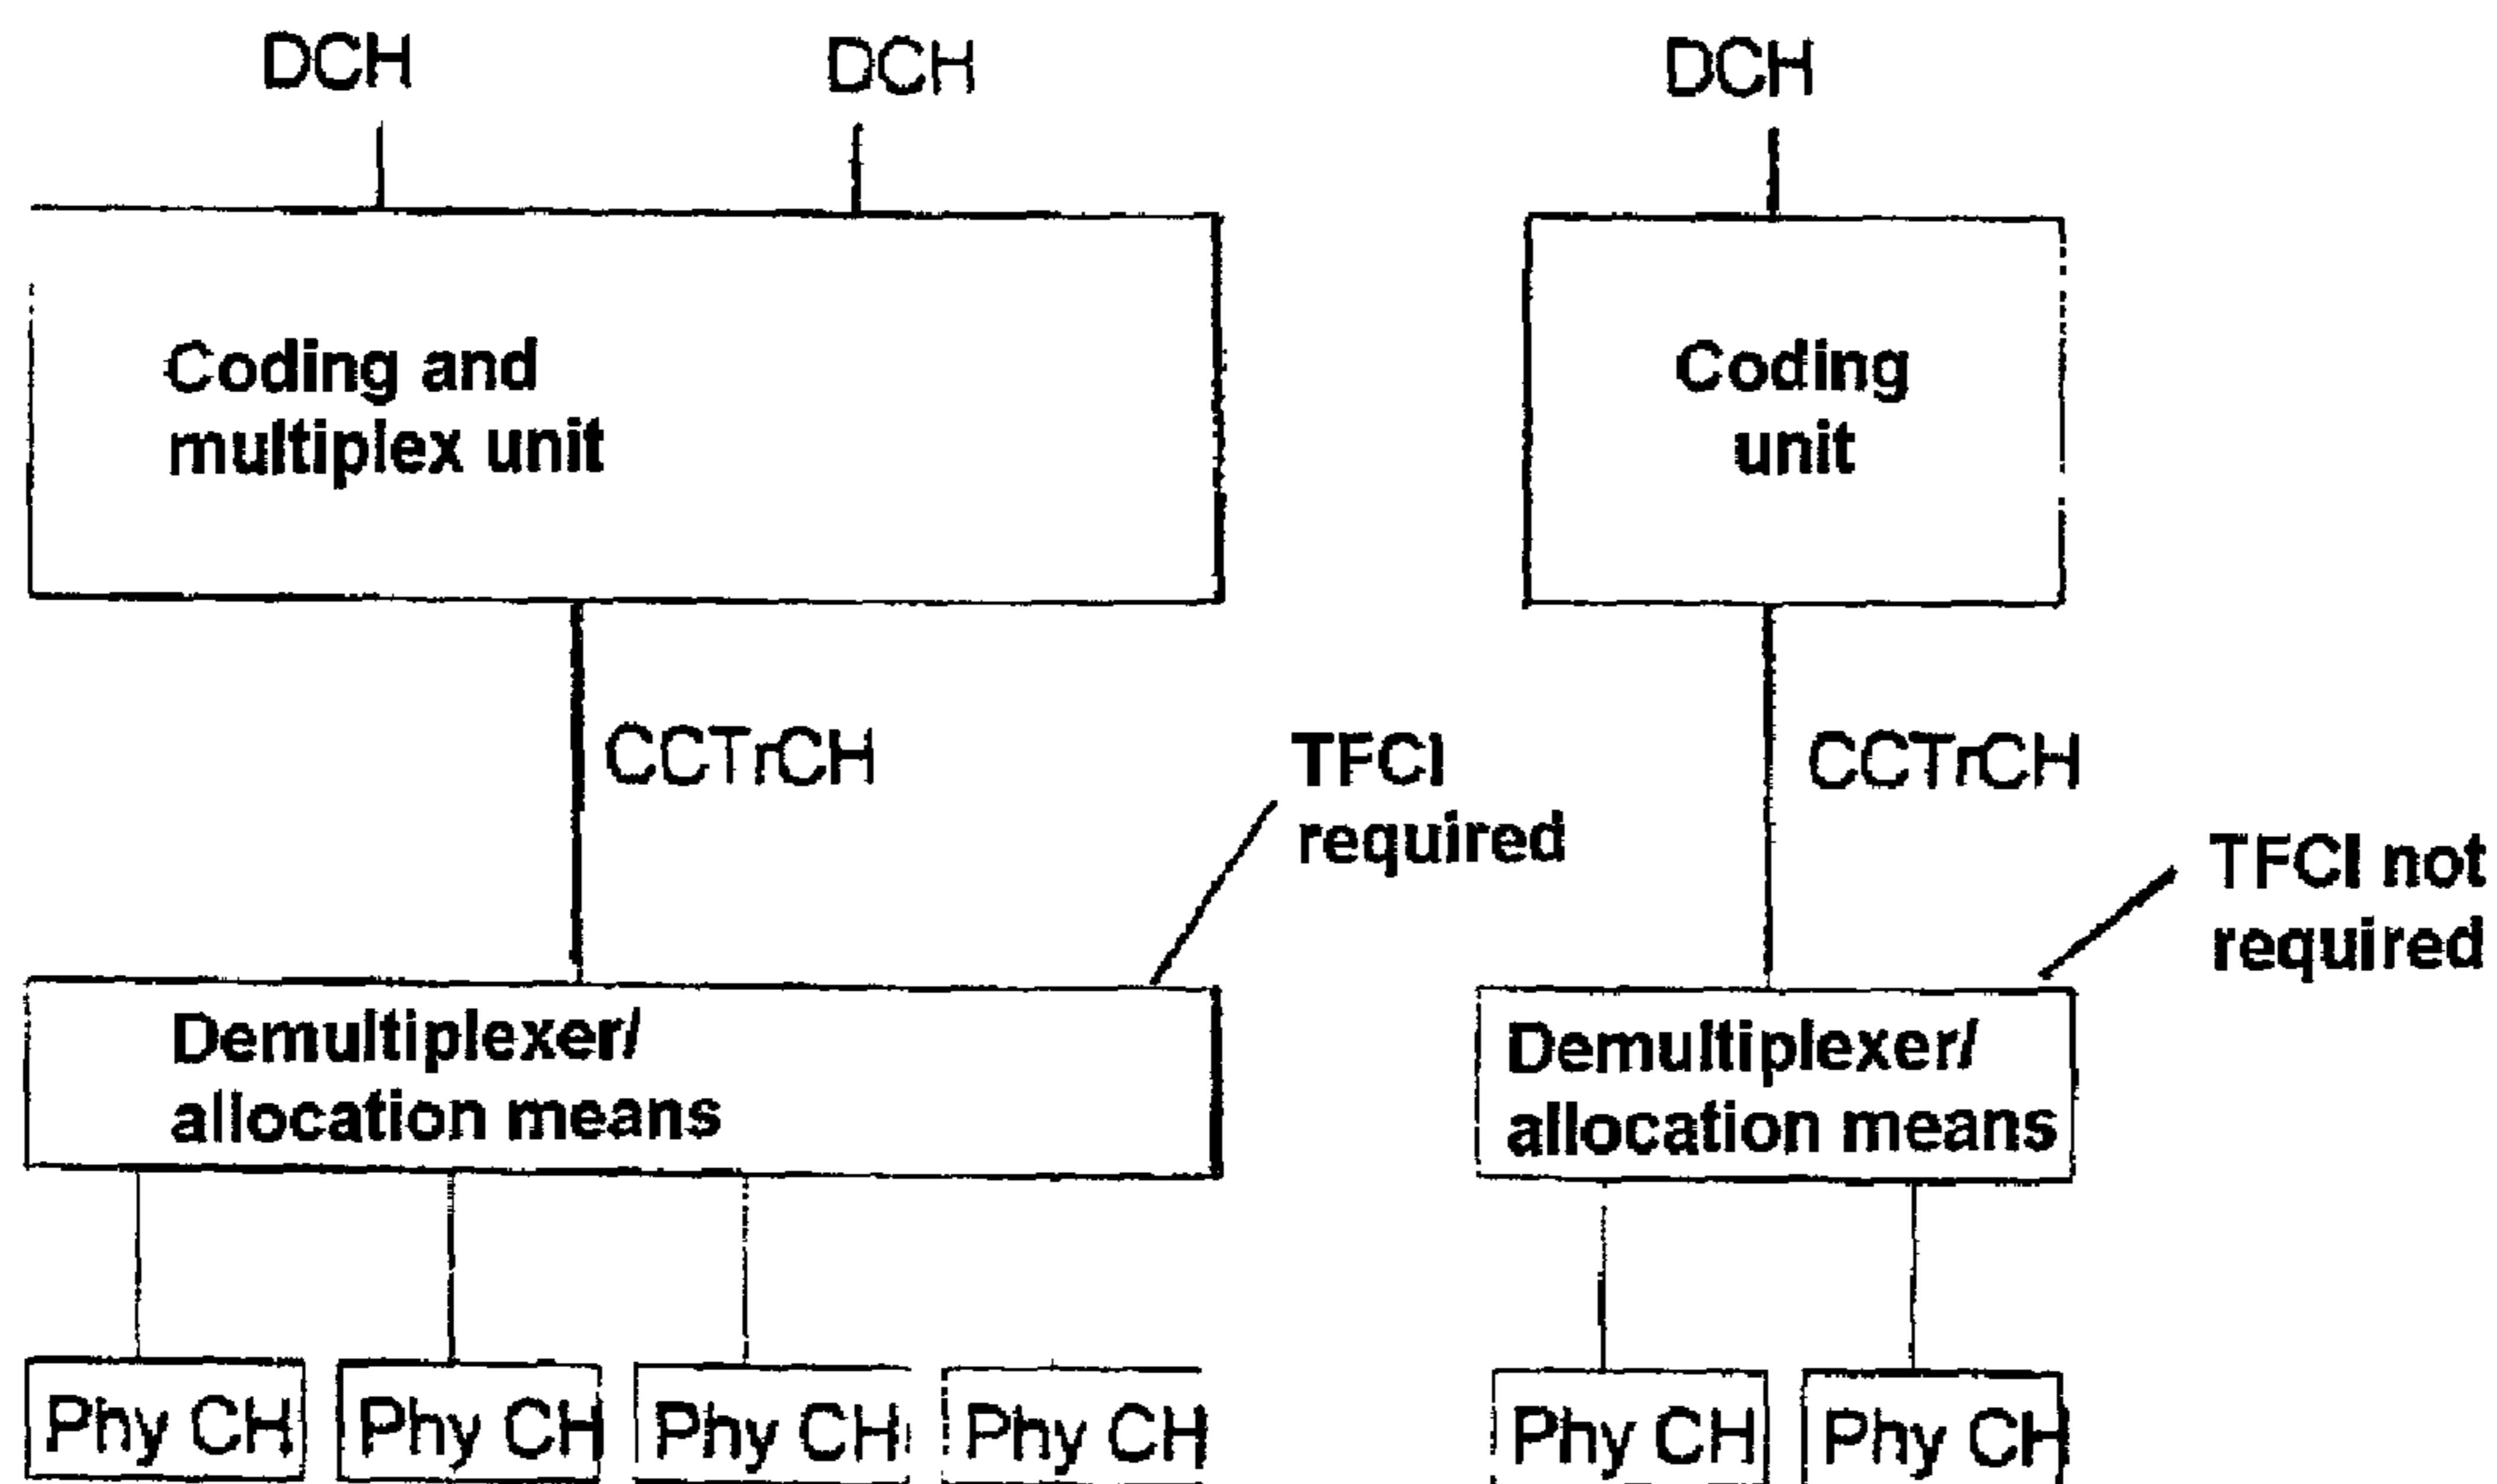 DCH
DCH
DCH
Coding and
multiplex unit
Coding
unit
CCTrCH
TFCI
required
CCTrCH
TFCI not
required
Demultiplexer/
allocation means
Demultiplexer/
allocation means
Phy CH
Phy CH
Phy CH
Phy CH
Phy CH
Phy CH